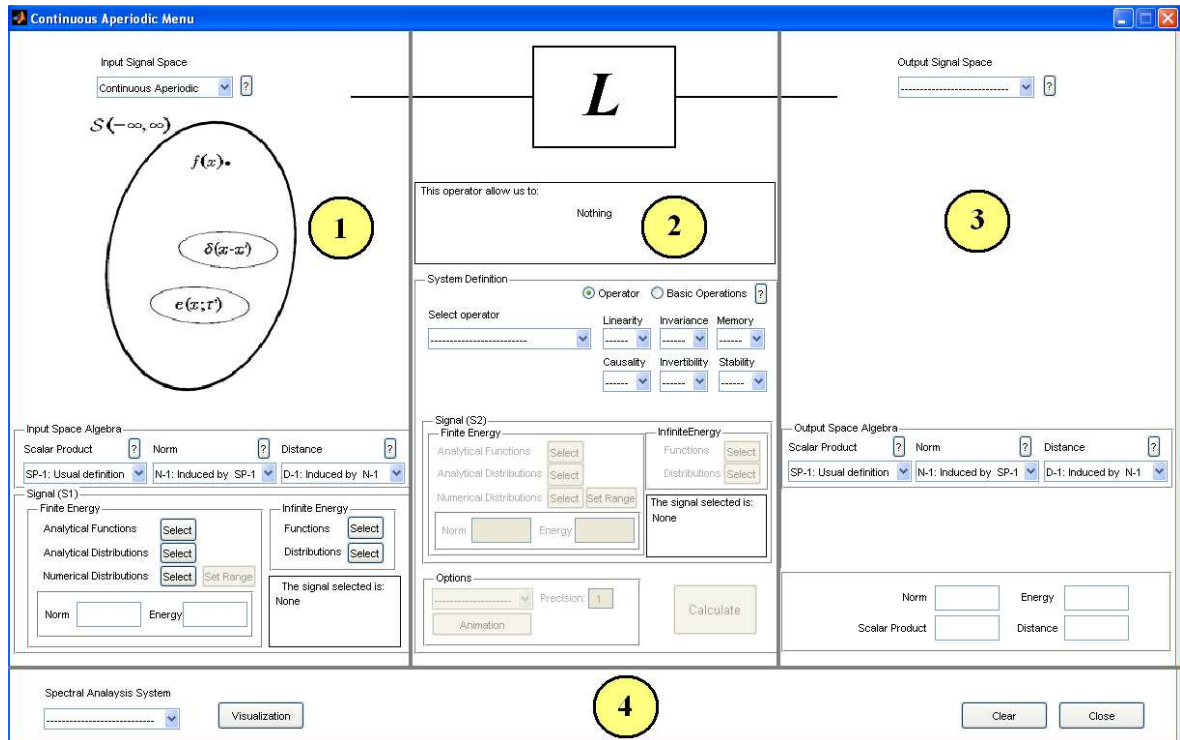 Continuous Aperiodic Menu
Input Signal Space
Continuous Aperiodic
?
S(-∞,∞)
f(x)
δ(x-x')
e(x;τ')
1
Input Space Algebra
Scalar Product ? Norm ? Distance ?
SP-1: Usual definition N-1: Induced by SP-1 D-1: Induced by N-1
Signal (S1)
Finite Energy
Analytical Functions Select
Analytical Distributions Select
Numerical Distributions Select Set Range
Norm Energy
Infinite Energy
Functions Select
Distributions Select
The signal selected is:
None
L
This operator allow us to:
Nothing
2
System Definition
Operator Basic Operations ?
Select operator
-------------------------
Linearity Invariance Memory
------ ------ ------
Causality Invertibility Stability
------ ------ ------
Signal (S2)
Finite Energy
Analytical Functions Select
Analytical Distributions Select
Numerical Distributions Select Set Range
Norm Energy
InfiniteEnergy
Functions Select
Distributions Select
The signal selected is:
None
Options
-------------------- Precision: 1
Animation
Calculate
Output Signal Space
---------------------------- ?
3
Output Space Algebra
Scalar Product ? Norm ? Distance ?
SP-1: Usual definition N-1: Induced by SP-1 D-1: Induced by N-1
Norm Energy
Scalar Product Distance
Spectral Analaysis System
----------------------------
Visualization
4
Clear Close